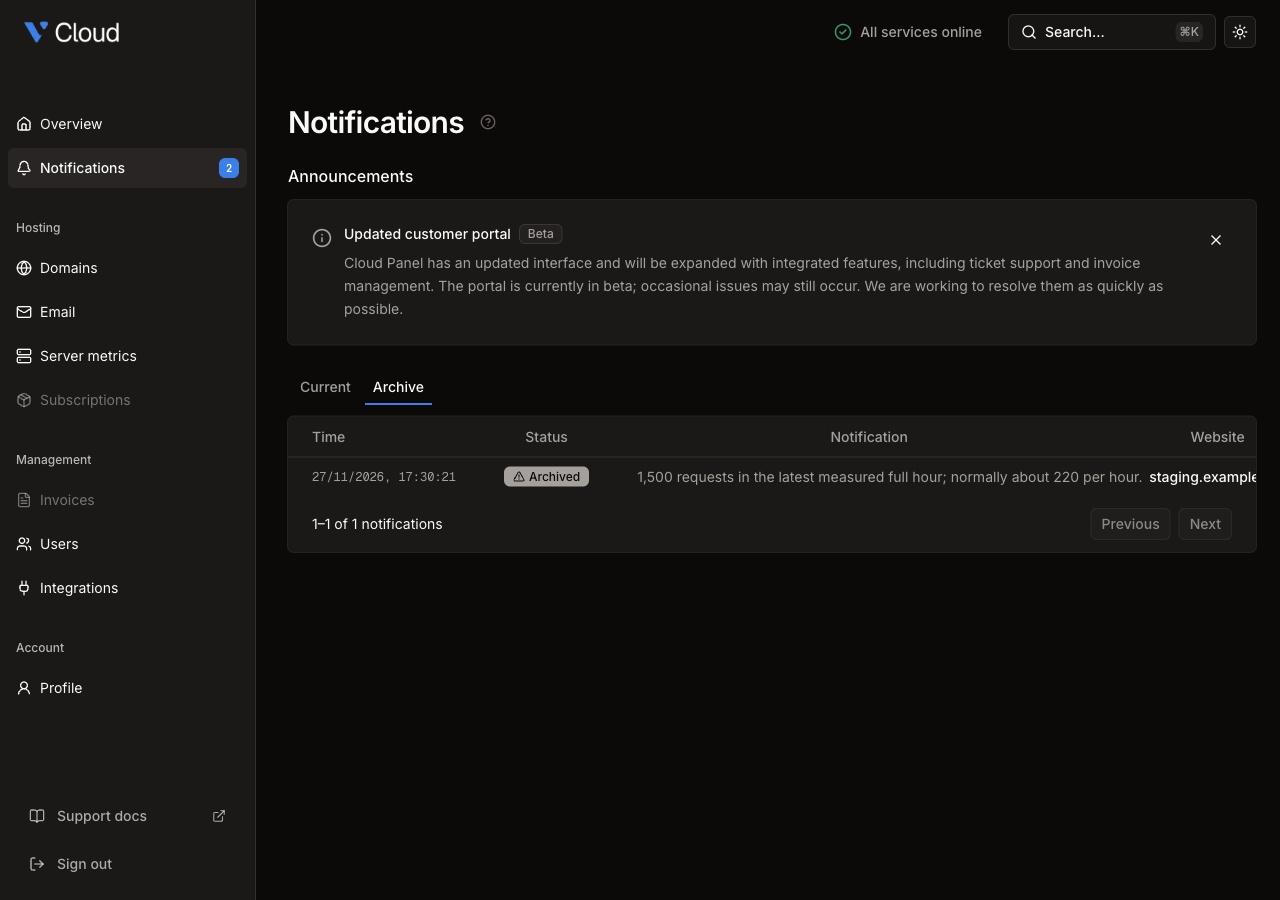 Cloud
All services online
Search...
⌘K
Overview
Notifications
2
Hosting
Domains
Email
Server metrics
Subscriptions
Management
Invoices
Users
Integrations
Account
Profile
Support docs
Sign out
Notifications
Announcements
Updated customer portal Beta
Cloud Panel has an updated interface and will be expanded with integrated features, including ticket support and invoice
management. The portal is currently in beta; occasional issues may still occur. We are working to resolve them as quickly as
possible.
Current Archive
Time Status Notification Website
27/11/2026, 17:30:21 Archived 1,500 requests in the latest measured full hour; normally about 220 per hour. staging.example
1–1 of 1 notifications Previous Next